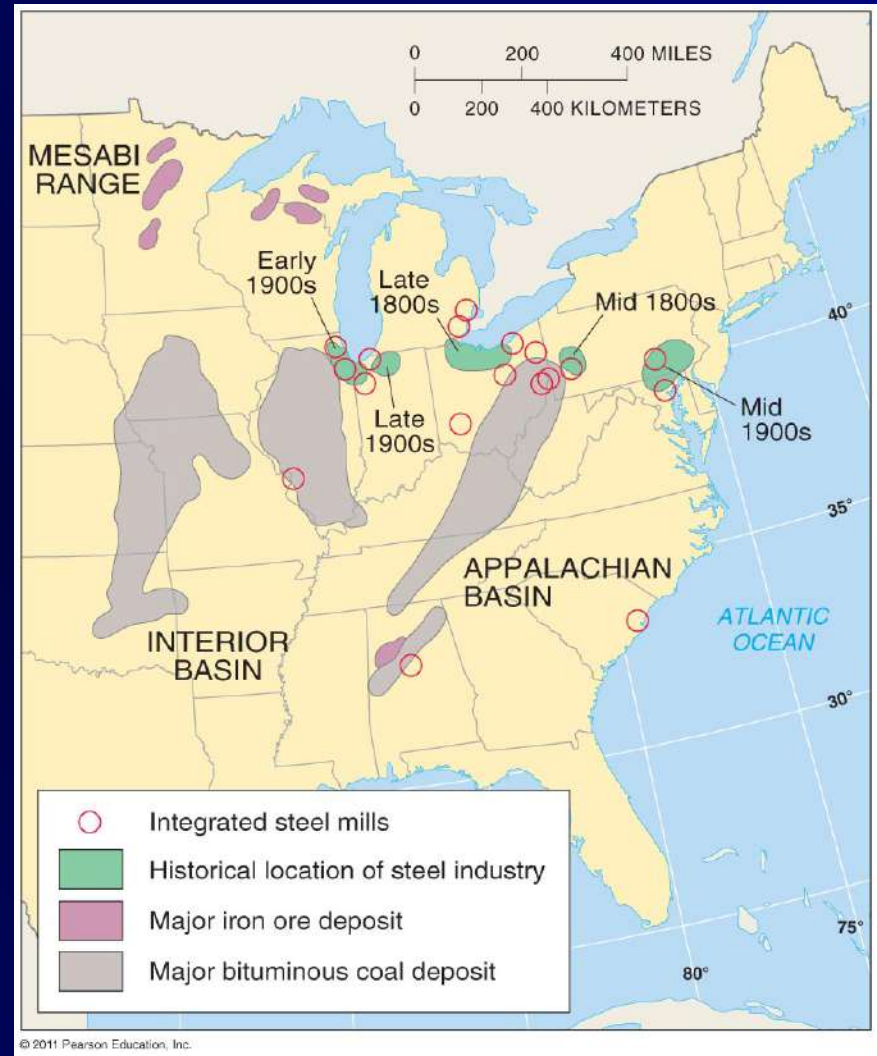 0 200 400 MILES
0 200 400 KILOMETERS
MESABI
RANGE
Early
1900s
Late
1800s
Mid 1800s
40°
Late
1900s
Mid
1900s
35°
APPALACHIAN
BASIN
ATLANTIC
OCEAN
INTERIOR
BASIN
30°
Integrated steel mills
Historical location of steel industry
Major iron ore deposit
Major bituminous coal deposit
75°
80°
© 2011 Pearson Education, Inc.